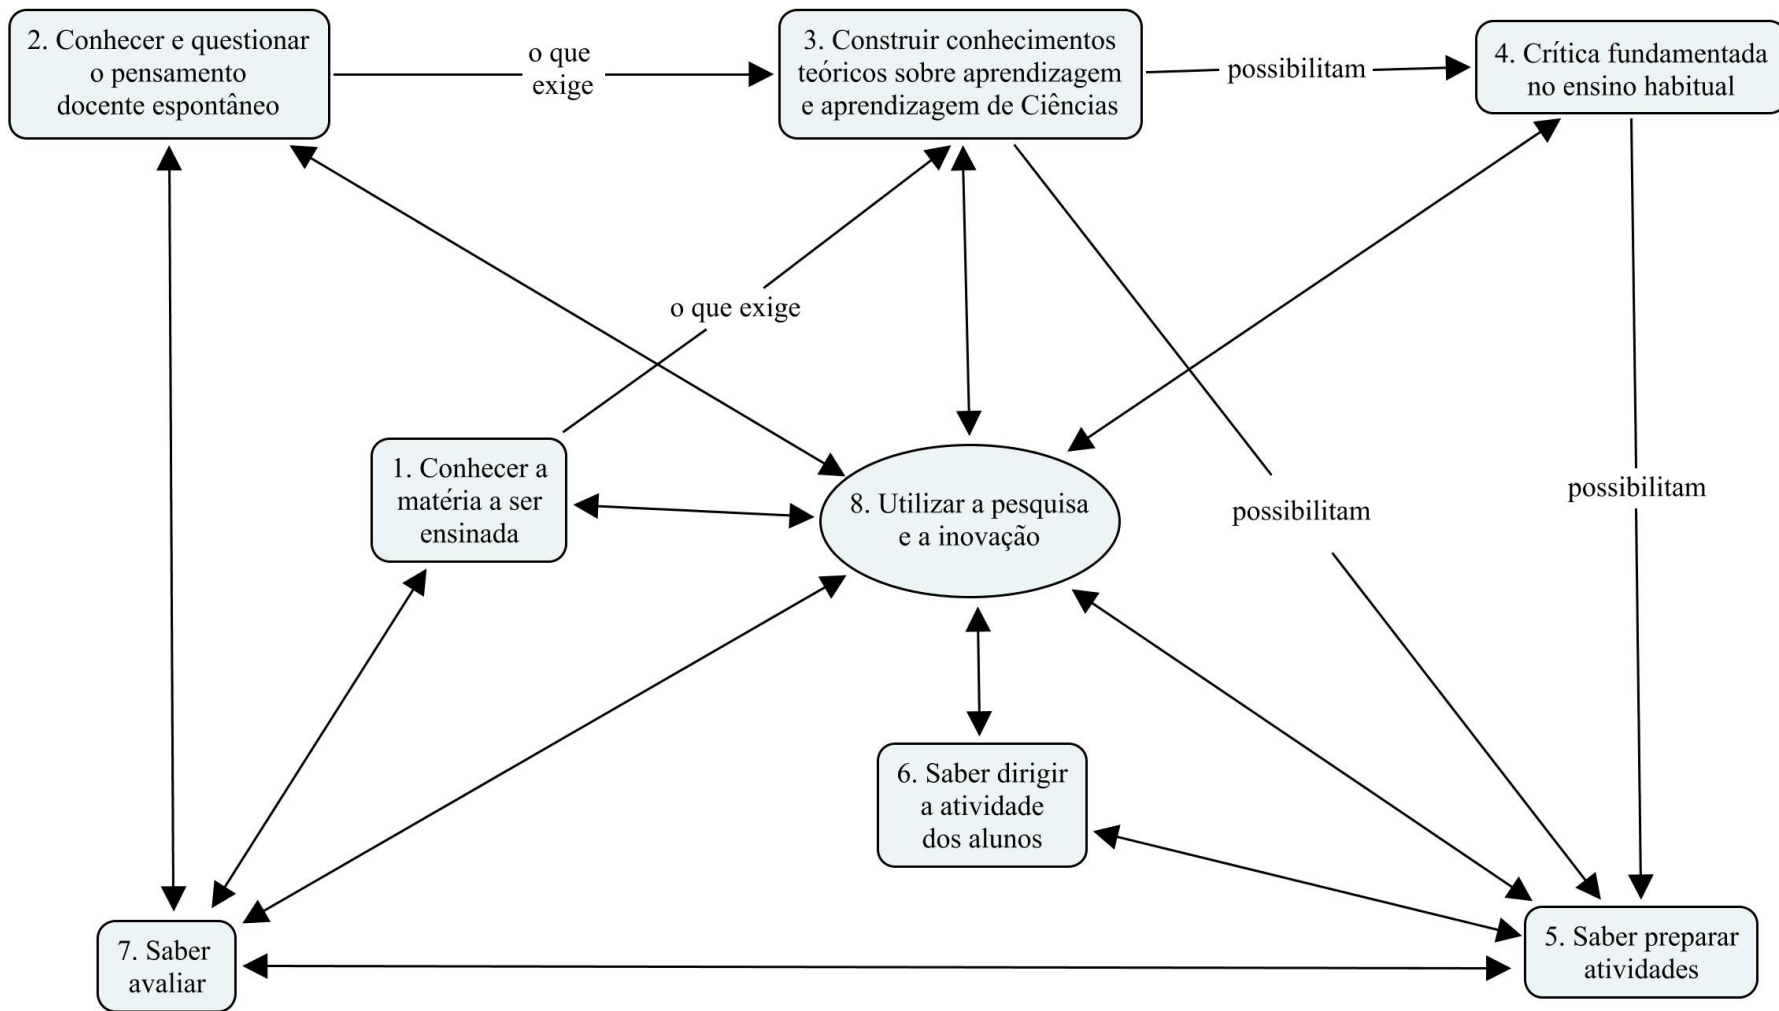 2. Conhecer e questionar
o pensamento
docente espontâneo
o que
exige
3. Construir conhecimentos
teóricos sobre aprendizagem
e aprendizagem de Ciências
possibilitam
4. Crítica fundamentada
no ensino habitual
o que exige
1. Conhecer a
matéria a ser
ensinada
8. Utilizar a pesquisa
e a inovação
possibilitam
possibilitam
6. Saber dirigir
a atividade
dos alunos
7. Saber
avaliar
5. Saber preparar
atividades